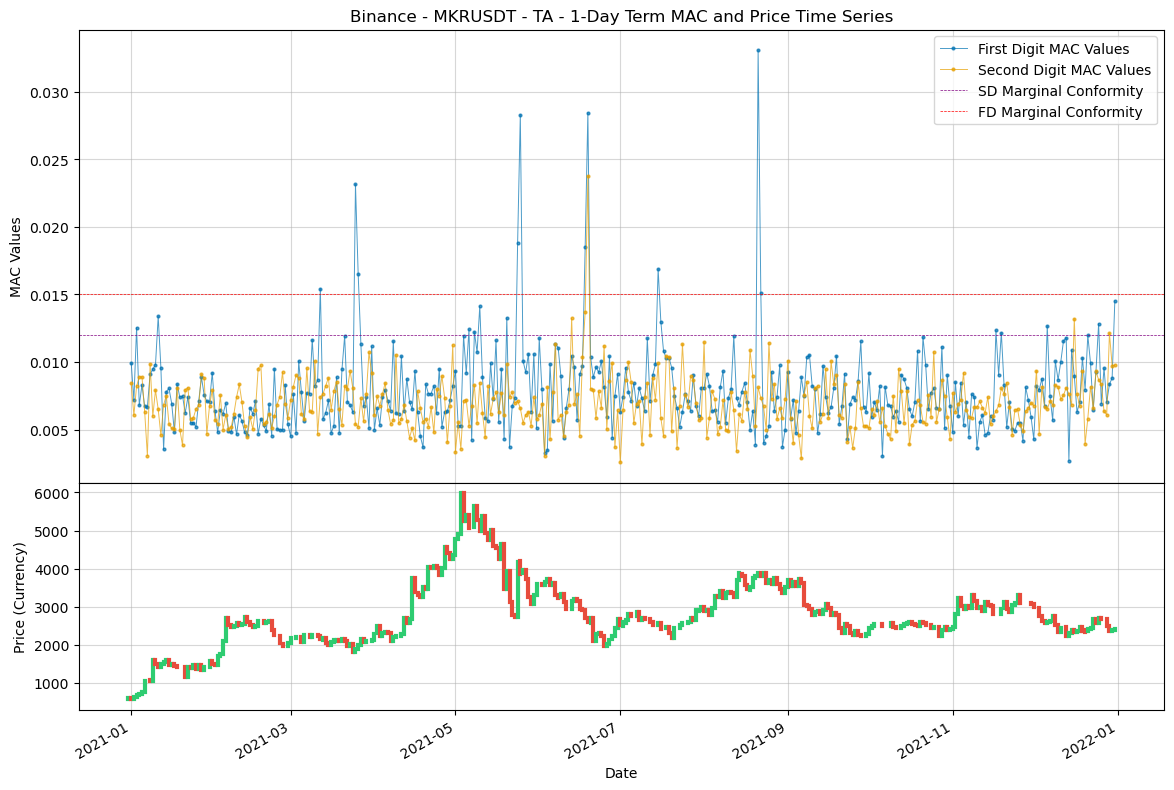 Binance - MKRUSDT - TA - 1-Day Term MAC and Price Time Series
First Digit MAC Values
Second Digit MAC Values
SD Marginal Conformity
FD Marginal Conformity
MAC Values
0.030
0.025
0.020
0.015
0.010
0.005
Price (Currency)
6000
5000
4000
3000
2000
1000
2021-01
2021-03
2021-05
2021-07
2021-09
2021-11
2022-01
Date